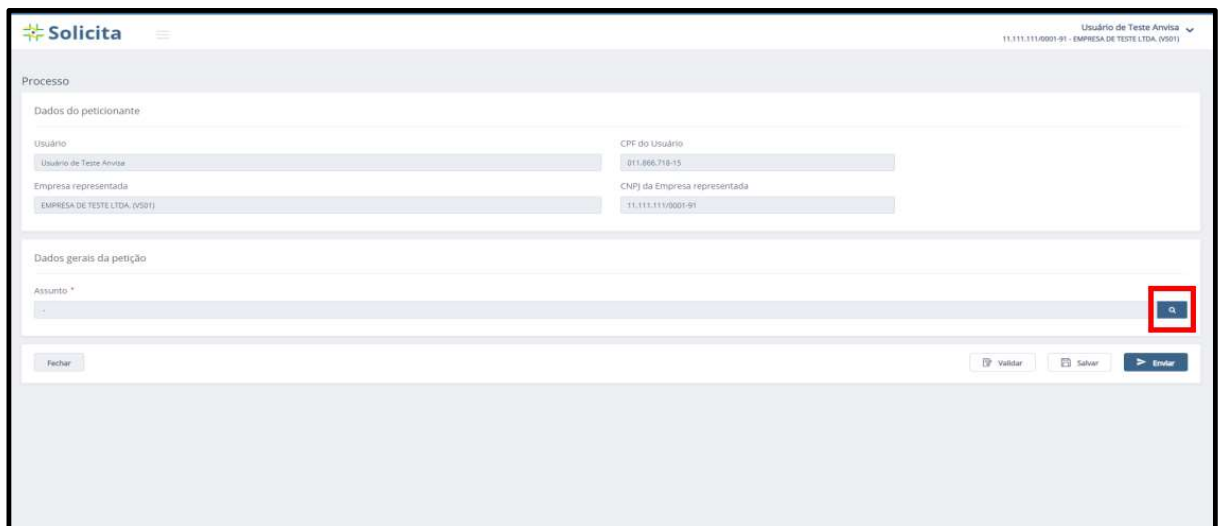 Solicita
Usuário de Teste Anvisa
11.111.111/0001-91 - EMPRESA DE TESTE LTDA. (VS01)
Processo
Dados do peticionante
Usuário
CPF do Usuário
Usuário de Teste Anvisa
011.866.718-15
Empresa representada
CNPJ da Empresa representada
EMPRESA DE TESTE LTDA. (VS01)
11.111.111/0001-91
Dados gerais da petição
Assunto *
-
Fechar
Validar
Salvar
Enviar